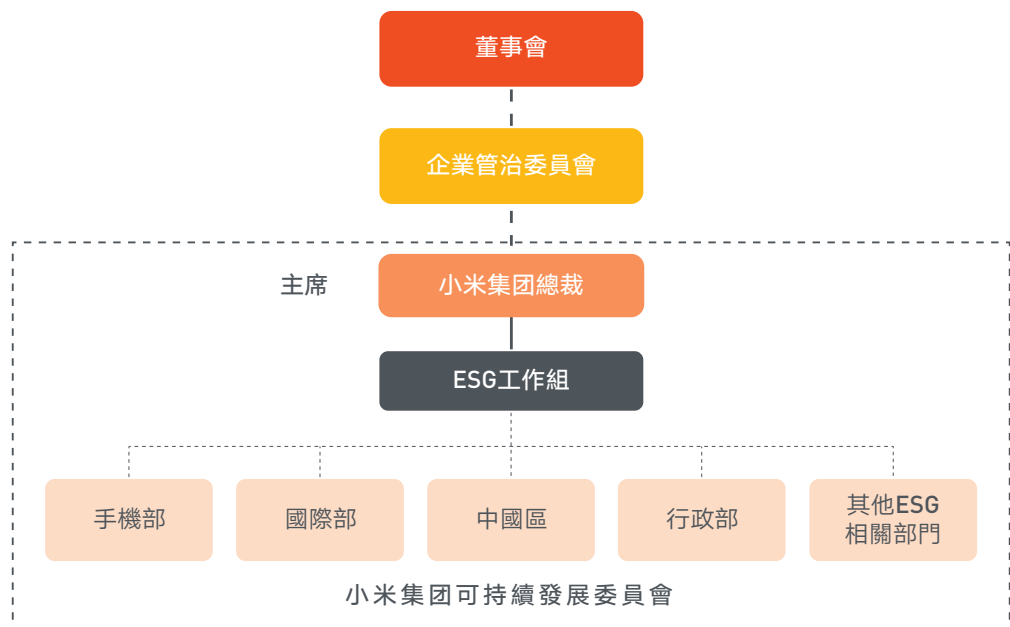 董事會
企業管治委員會
主席
小米集团總裁
ESG工作組
手機部
國際部
中國區
行政部
其他ESG
相關部門
小米集团可持續發展委員會